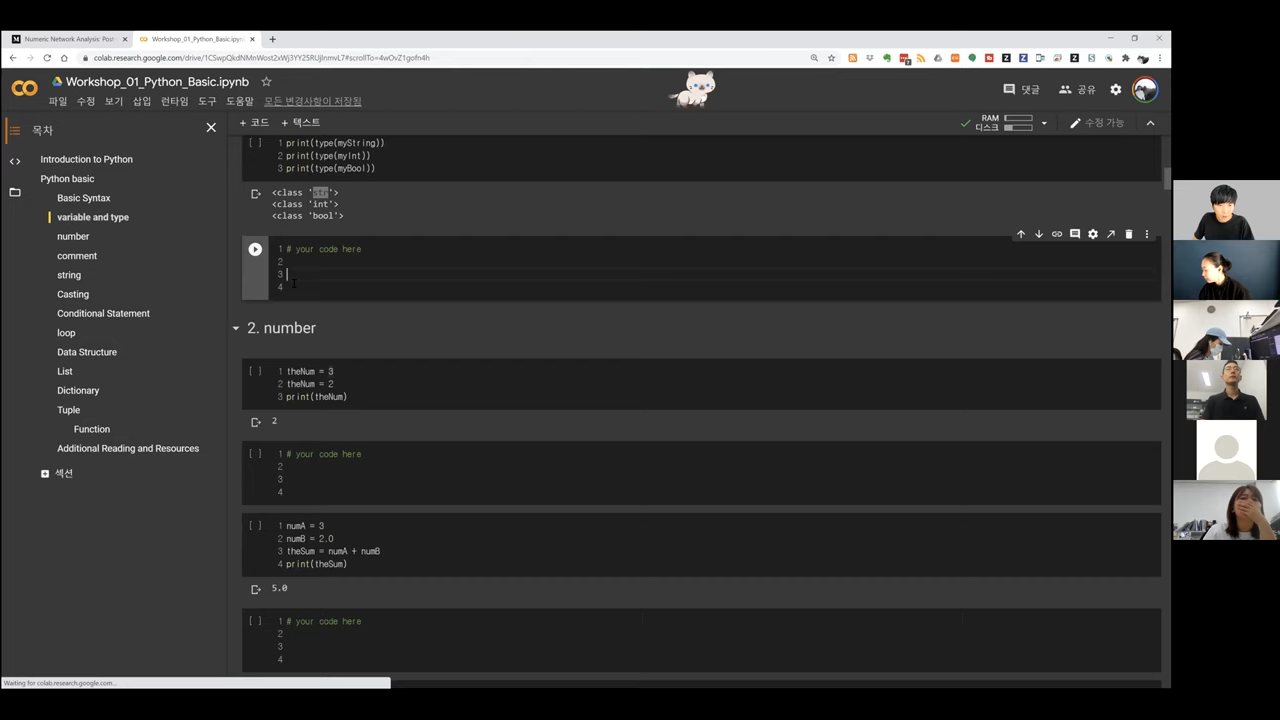 Numeric Network Analysis: Post
Workshop_01_Python_Basic.ipynb
Workshop_01_Python_Basic.ipynb
파일 수정 보기 삽입 런타임 도구 도움말 모든 변경사항이 저장됨
댓글 공유
+ 코드 + 텍스트
RAM
디스크
수정 가능
목차
Introduction to Python
Python basic
Basic Syntax
variable and type
number
comment
string
Casting
Conditional Statement
loop
Data Structure
List
Dictionary
Tuple
Function
Additional Reading and Resources
섹션
[ ] 1 print(type(myString))
2 print(type(myInt))
3 print(type(myBool))
<class 'str'>
<class 'int'>
<class 'bool'>
1 # your code here
2
3
4
2. number
[ ] 1 theNum = 3
2 theNum = 2
3 print(theNum)
2
[ ] 1 # your code here
2
3
4
[ ] 1 numA = 3
2 numB = 2.0
3 theSum = numA + numB
4 print(theSum)
5.0
[ ] 1 # your code here
2
3
4
Waiting for colab.research.google.com...